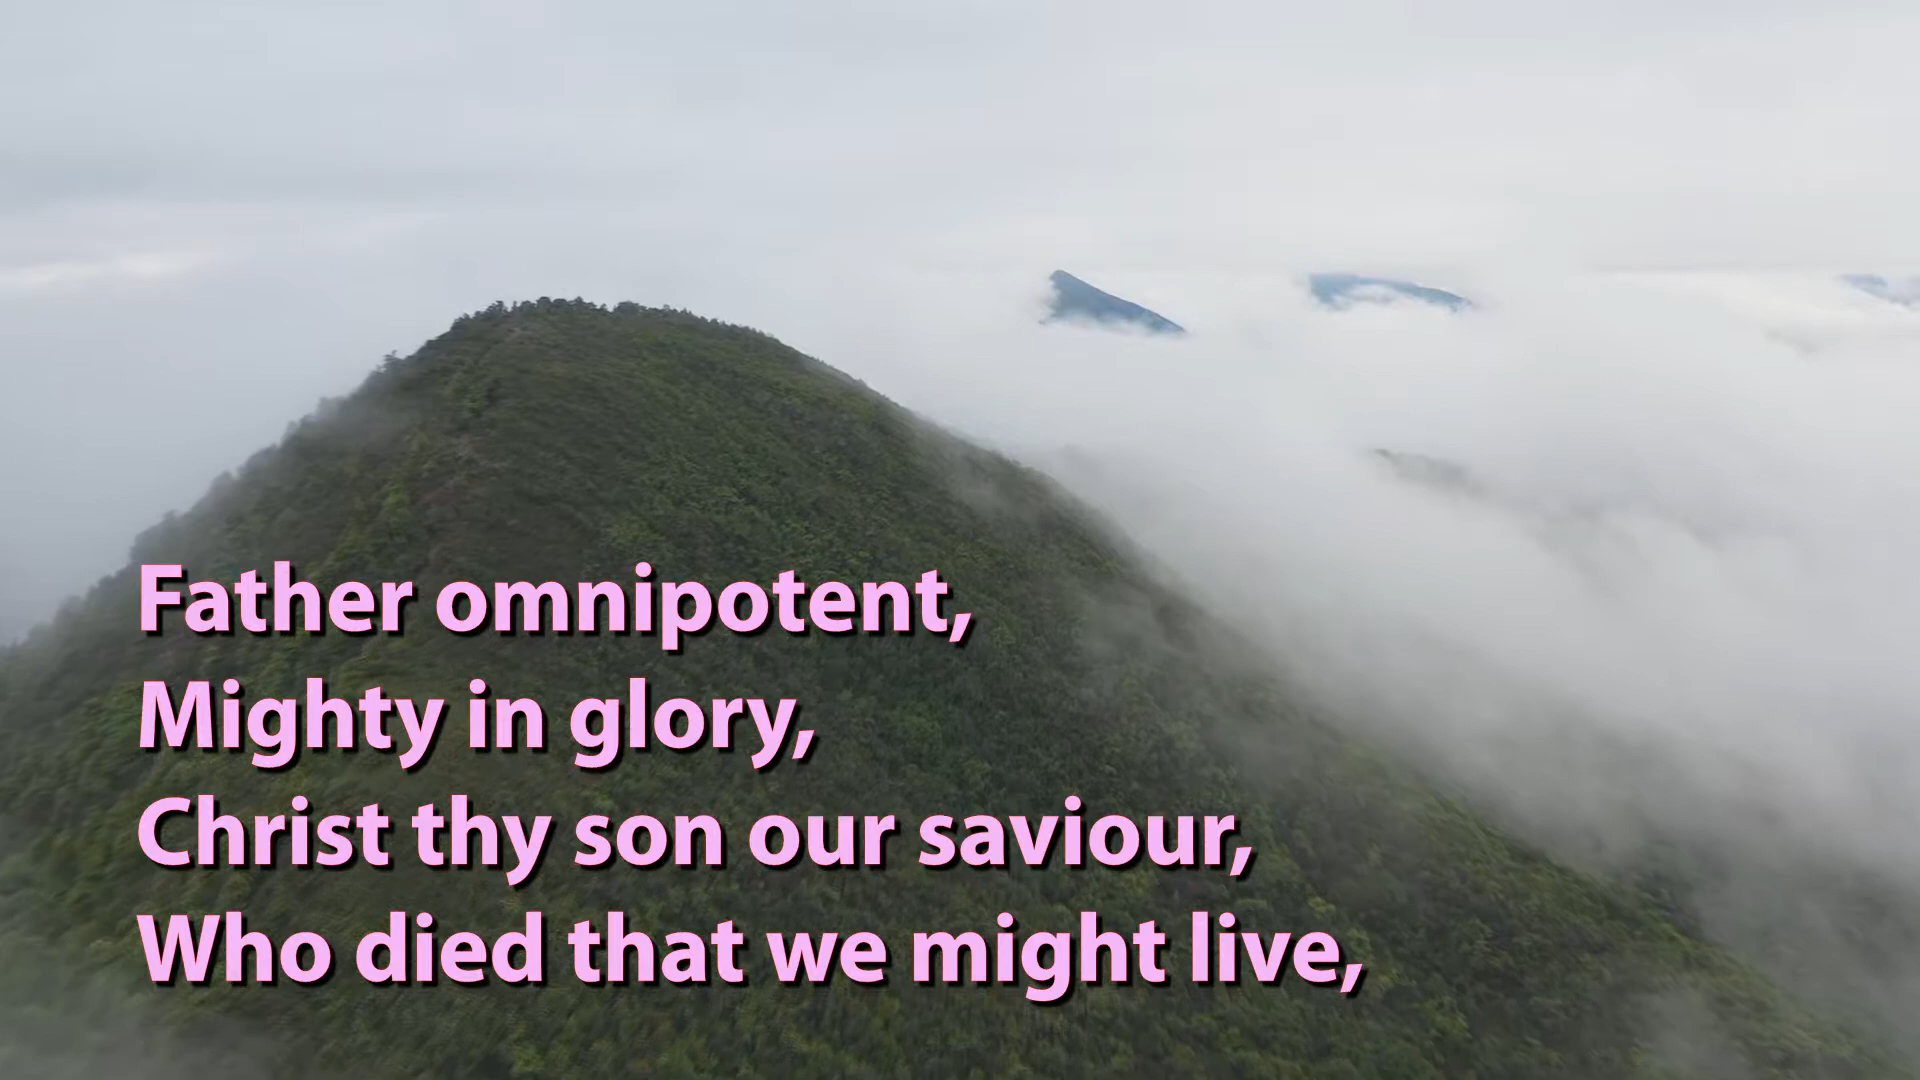 Father omnipotent,
Mighty in glory,
Christ thy son our saviour,
Who died that we might live,